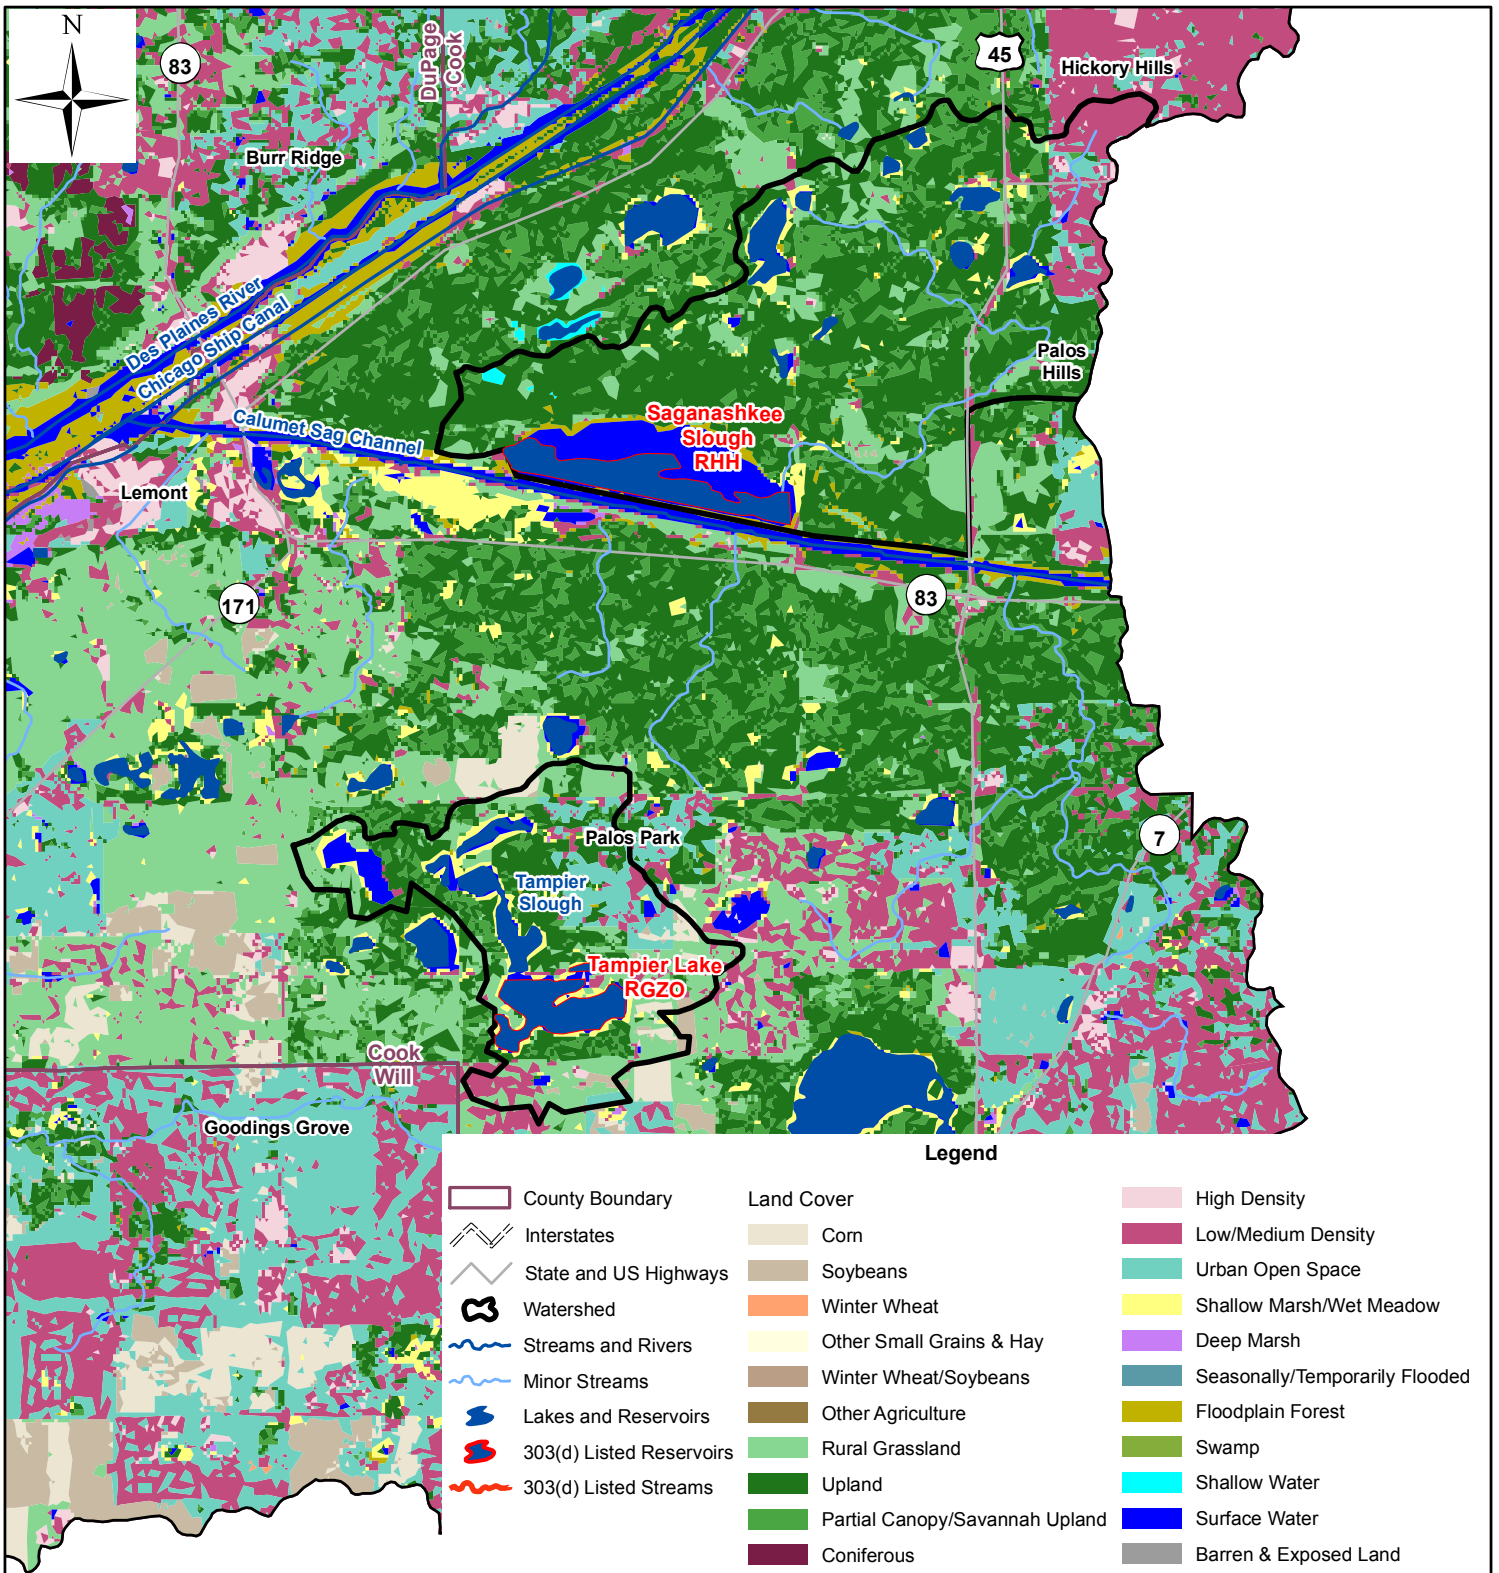 N
83
DuPage
Cook
45
Hickory Hills
Burr Ridge
Des Plaines River
Chicago Ship Canal
Palos
Hills
Saganashkee
Slough
RHH
Calumet Sag Channel
Lemont
171
83
Palos Park
7
Tampier
Slough
Tampier Lake
RGZO
Cook
Will
Goodings Grove
Legend
County Boundary
Interstates
State and US Highways
Watershed
Streams and Rivers
Minor Streams
Lakes and Reservoirs
303(d) Listed Reservoirs
303(d) Listed Streams
Land Cover
Corn
Soybeans
Winter Wheat
Other Small Grains & Hay
Winter Wheat/Soybeans
Other Agriculture
Rural Grassland
Upland
Partial Canopy/Savannah Upland
Coniferous
High Density
Low/Medium Density
Urban Open Space
Shallow Marsh/Wet Meadow
Deep Marsh
Seasonally/Temporarily Flooded
Floodplain Forest
Swamp
Shallow Water
Surface Water
Barren & Exposed Land